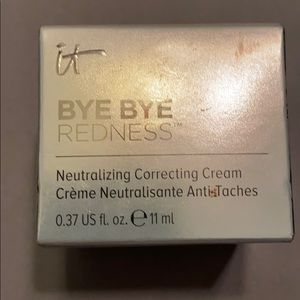 it
BYE BYE
REDNESS™
Neutralizing Correcting Cream
Crème Neutralisante Anti-Taches
0.37 US fl. oz. ℮ 11 ml